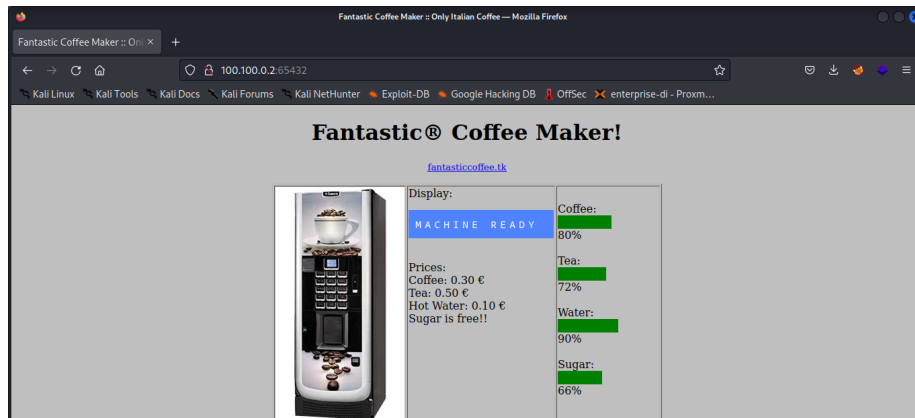 Fantastic Coffee Maker :: Only Italian Coffee — Mozilla Firefox
Fantastic Coffee Maker :: Onl
100.100.0.2:65432
Kali Linux Kali Tools Kali Docs Kali Forums Kali NetHunter Exploit-DB Google Hacking DB OffSec enterprise-di - Proxm...
Fantastic® Coffee Maker!
fantasticcoffee.tk
Display:
MACHINE READY
Prices:
Coffee: 0.30 €
Tea: 0.50 €
Hot Water: 0.10 €
Sugar is free!!
Coffee:
80%
Tea:
72%
Water:
90%
Sugar:
66%